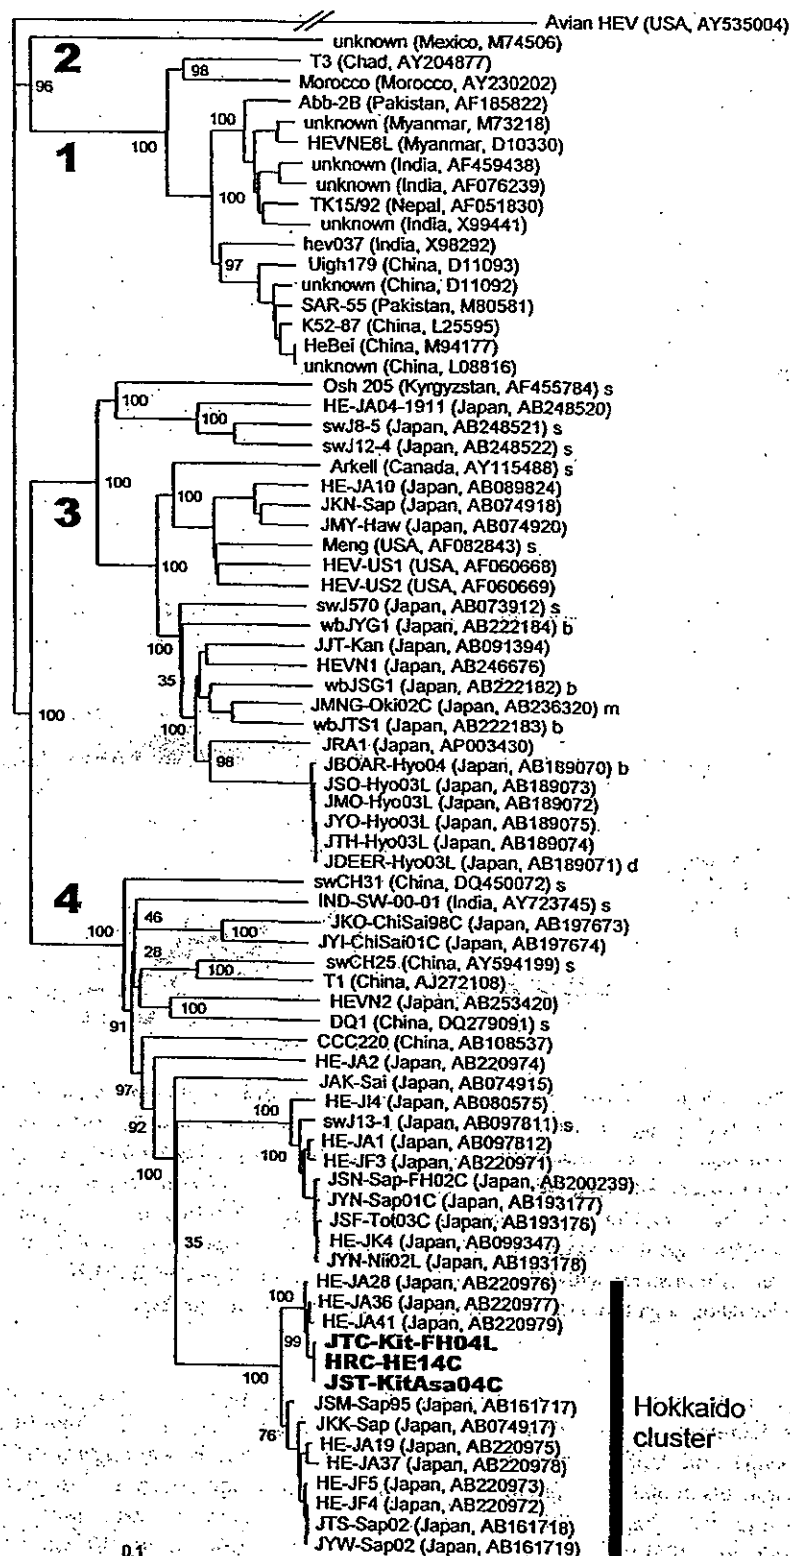 Avian HEV (USA, AY535004)
unknown (Mexico, M74506)
2
T3 (Chad, AY204877)
98
96
Morocco (Morocco, AY230202)
Abb-2B (Pakistan, AF185822)
100
unknown (Myanmar, M73218)
1
100
HEVNE8L (Myanmar, D10330)
unknown (India, AF459438)
unknown (India, AF076239)
100
TK15/92 (Nepal, AF051830)
unknown (India, X99441)
hev037 (India, X98292)
97
Uigh179 (China, D11093)
unknown (China, D11092)
SAR-55 (Pakistan, M80581)
K52-87 (China, L25595)
HeBei (China, M94177)
unknown (China, L08816)
Osh 205 (Kyrgyzstan, AF455784) s
100
HE-JA04-1911 (Japan, AB248520)
100
swJ8-5 (Japan, AB248521) s
swJ12-4 (Japan, AB248522) s
Arkell (Canada, AY115488) s
100
100
HE-JA10 (Japan, AB089824)
3
JKN-Sap (Japan, AB074918)
JMY-Haw (Japan, AB074920)
Meng (USA, AF082843) s
100
HEV-US1 (USA, AF060668)
HEV-US2 (USA, AF060669)
swJ570 (Japan, AB073912) s
wbJYG1 (Japan, AB222184) b
100
JJT-Kan (Japan, AB091394)
HEVN1 (Japan, AB246676)
35
wbJSG1 (Japan, AB222182) b
JMNG-Oki02C (Japan, AB236320) m
100
100
wbJTS1 (Japan, AB222183) b
JRA1 (Japan, AP003430)
98
JBOAR-Hyo04 (Japan, AB189070) b
JSO-Hyo03L (Japan, AB189073)
JMO-Hyo03L (Japan, AB189072)
JYO-Hyo03L (Japan, AB189075)
JTH-Hyo03L (Japan, AB189074)
JDEER-Hyo03L (Japan, AB189071) d
swCH31 (China, DQ450072) s
4
IND-SW-00-01 (India, AY723745) s
46
JKO-ChiSai98C (Japan, AB197673)
100
100
JYI-ChiSai01C (Japan, AB197674)
28
swCH25 (China, AY594199) s
100
T1 (China, AJ272108)
HEVN2 (Japan, AB253420)
100
DQ1 (China, DQ279091) s
91
CCC220 (China, AB108537)
HE-JA2 (Japan, AB220974)
97
JAK-Sai (Japan, AB074915)
100
HE-JI4 (Japan, AB080575)
92
swJ13-1 (Japan, AB097811) s
100
HE-JA1 (Japan, AB097812)
100
HE-JF3 (Japan, AB220971)
JSN-Sap-FH02C (Japan, AB200239)
JYN-Sap01C (Japan, AB193177)
JSF-Tot03C (Japan, AB193176)
35
HE-JK4 (Japan, AB099347)
JYN-Nii02L (Japan, AB193178)
HE-JA28 (Japan, AB220976)
100
HE-JA36 (Japan, AB220977)
HE-JA41 (Japan, AB220979)
99
JTC-Kit-FH04L
HRC-HE14C
100
JST-KitAsa04C
JSM-Sap95 (Japan, AB161717)
Hokkaido
cluster
JKK-Sap (Japan, AB074917)
76
HE-JA19 (Japan, AB220975)
HE-JA37 (Japan, AB220978)
HE-JF5 (Japan, AB220973)
HE-JF4 (Japan, AB220972)
JTS-Sap02 (Japan, AB161718)
JYW-Sap02 (Japan, AB161719)
0.1